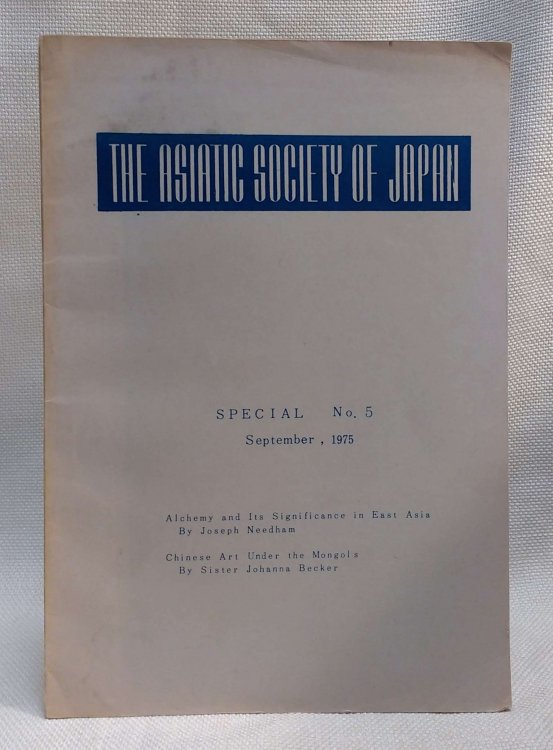 THE ASIATIC SOCIETY OF JAPAN
SPECIAL No. 5
September, 1975
Alchemy and Its Significance in East Asia
By Joseph Needham
Chinese Art Under the Mongols
By Sister Johanna Becker